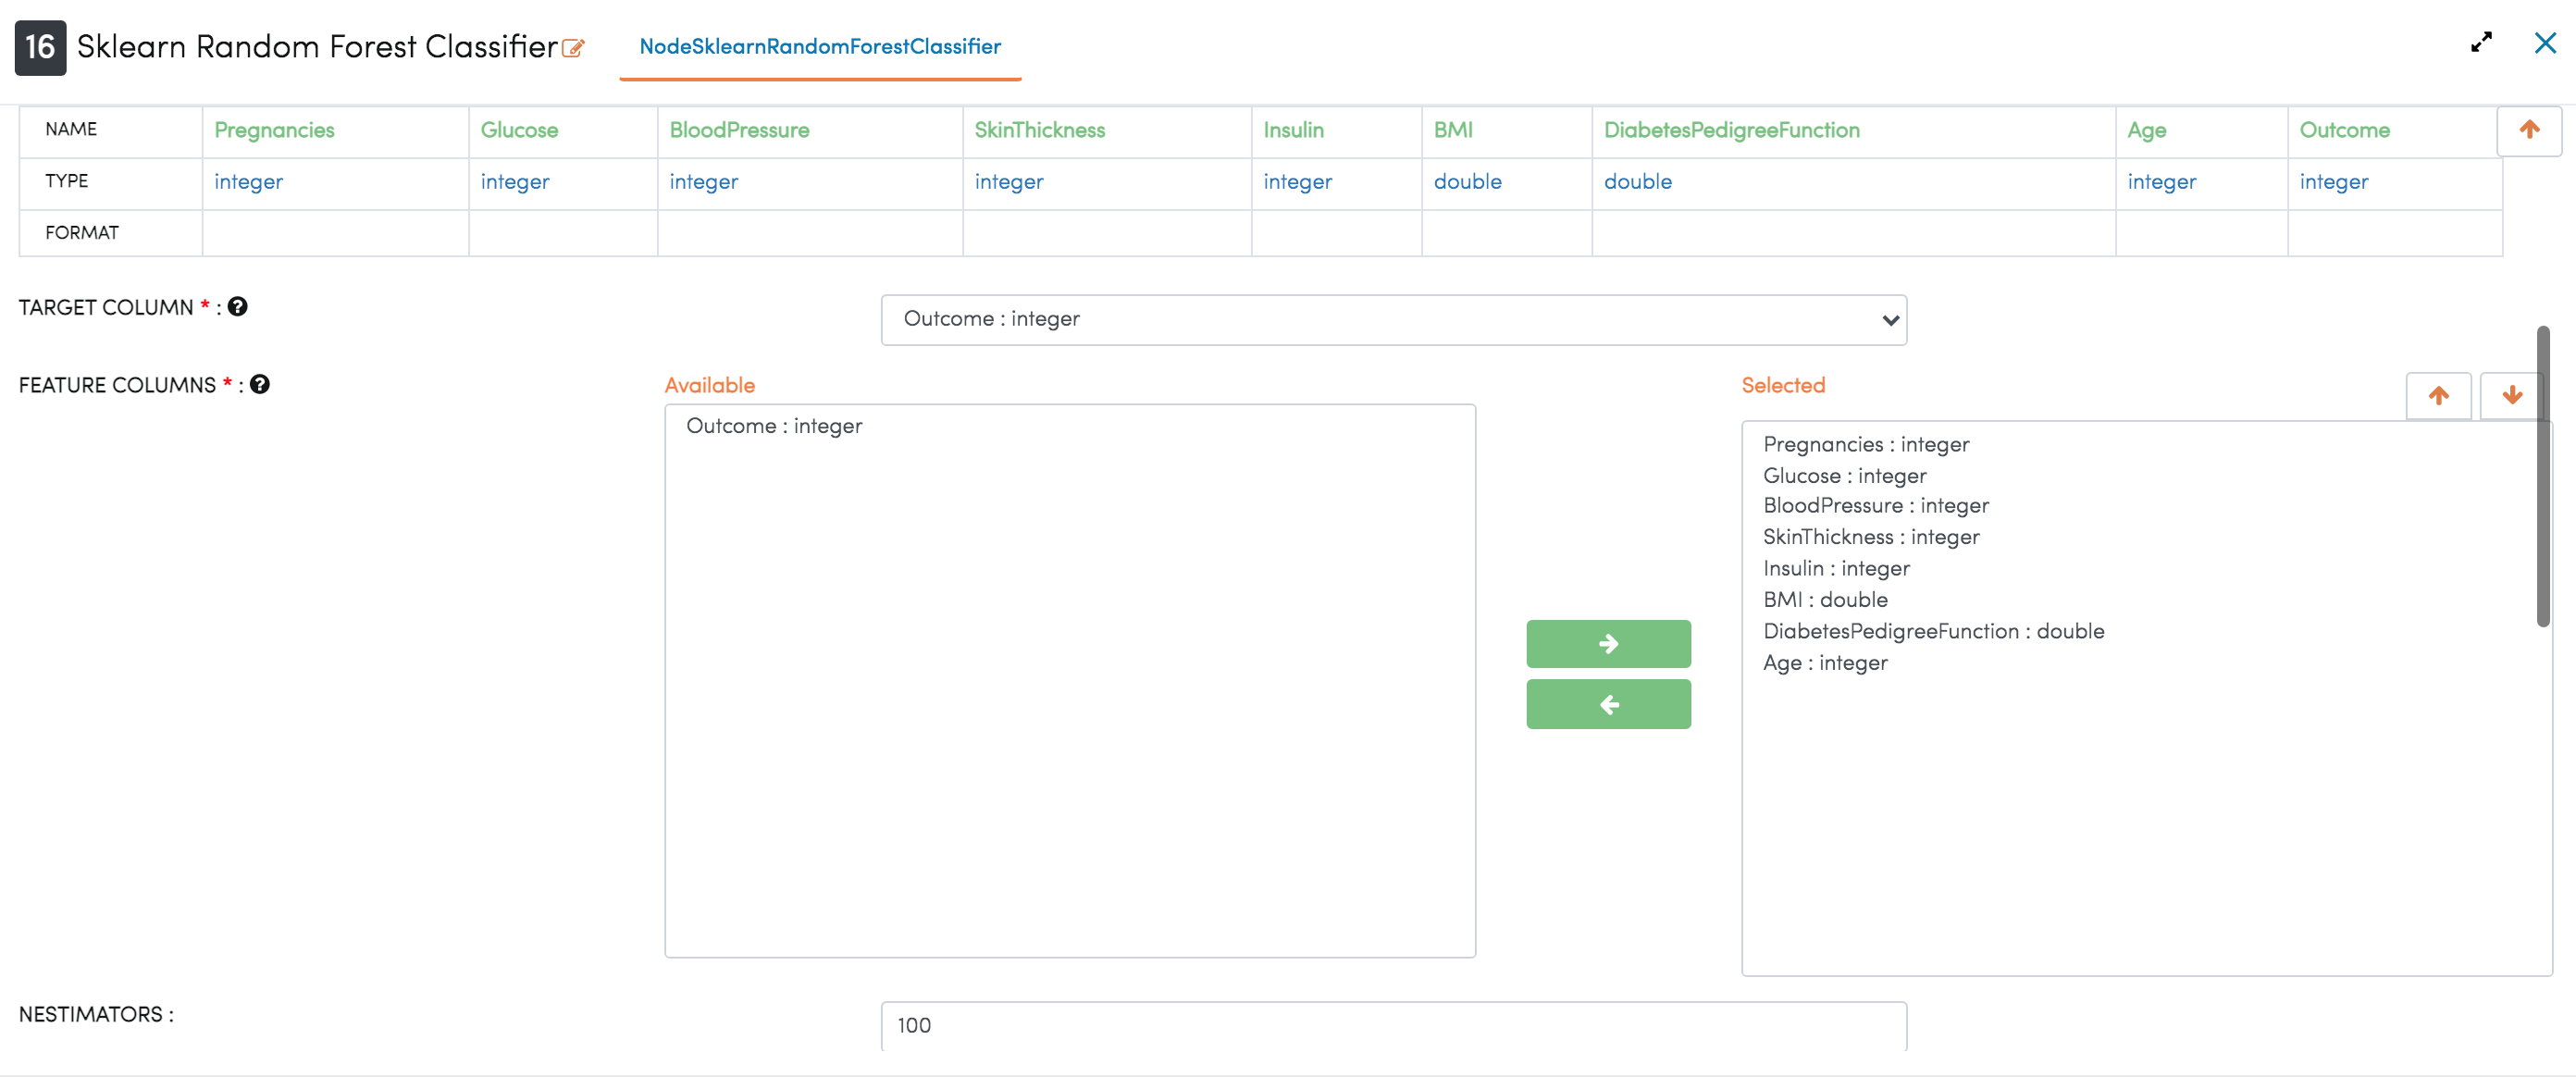 16 Sklearn Random Forest Classifier NodeSklearnRandomForestClassifier
NAME Pregnancies Glucose BloodPressure SkinThickness Insulin BMI DiabetesPedigreeFunction Age Outcome
TYPE integer integer integer integer integer double double integer integer
FORMAT
TARGET COLUMN * : ?
Outcome : integer
FEATURE COLUMNS * : ?
Available
Outcome : integer
Selected
Pregnancies : integer
Glucose : integer
BloodPressure : integer
SkinThickness : integer
Insulin : integer
BMI : double
DiabetesPedigreeFunction : double
Age : integer
NESTIMATORS :
100